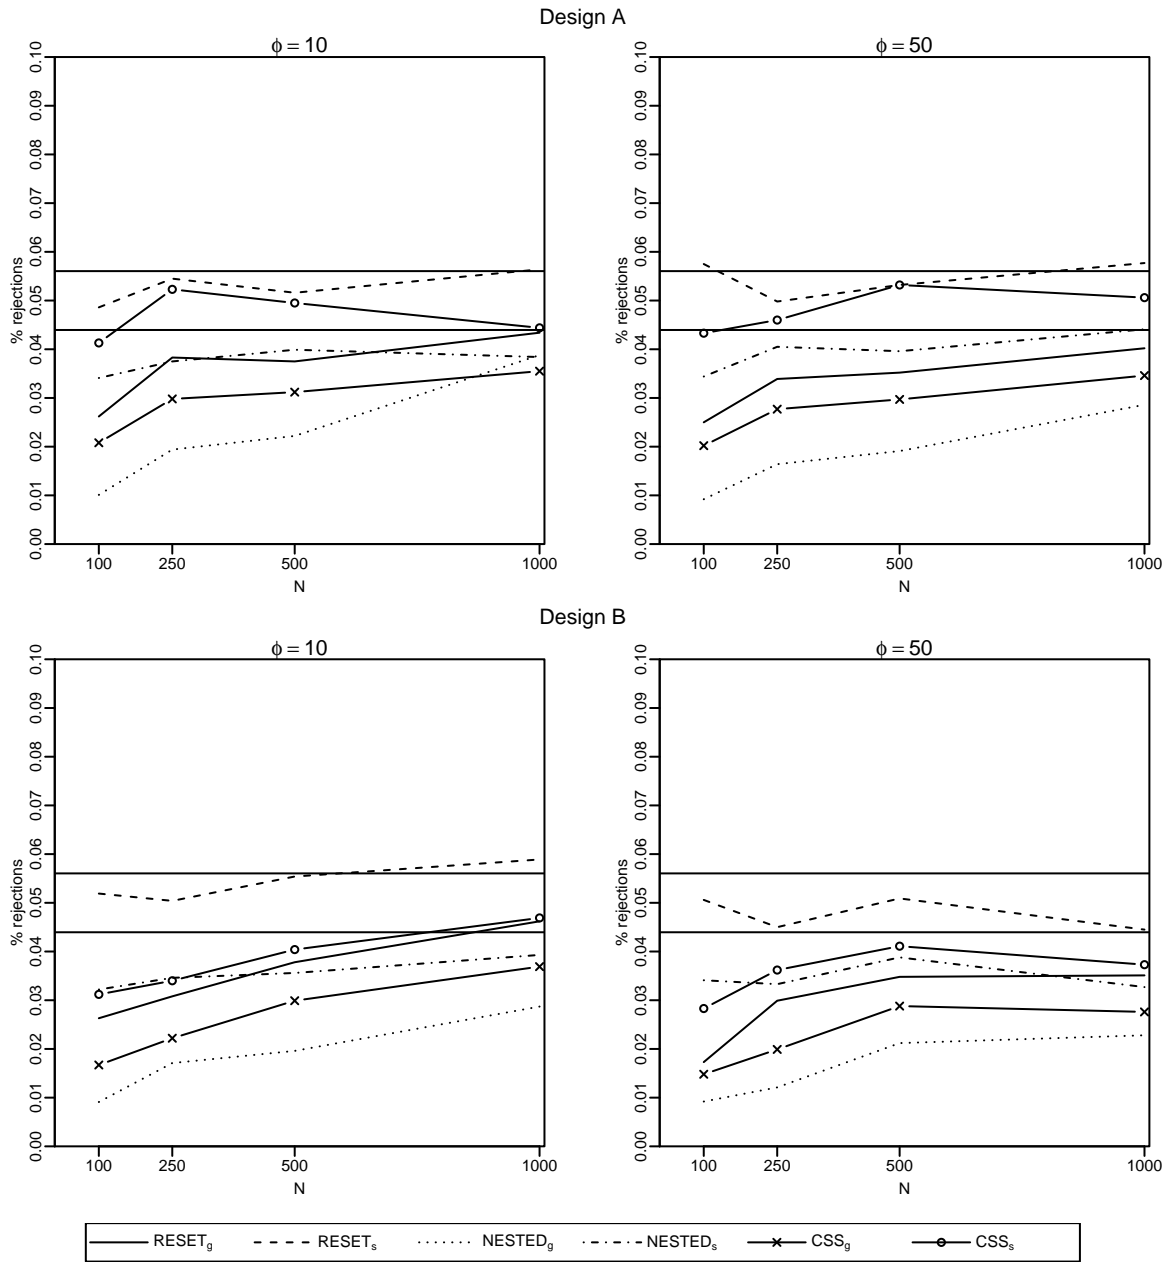 Design A
ϕ = 10
% rejections
0.00 0.01 0.02 0.03 0.04 0.05 0.06 0.07 0.08 0.09 0.10
100 250 500 1000
N
ϕ = 50
% rejections
0.00 0.01 0.02 0.03 0.04 0.05 0.06 0.07 0.08 0.09 0.10
100 250 500 1000
N
Design B
ϕ = 10
% rejections
0.00 0.01 0.02 0.03 0.04 0.05 0.06 0.07 0.08 0.09 0.10
100 250 500 1000
N
ϕ = 50
% rejections
0.00 0.01 0.02 0.03 0.04 0.05 0.06 0.07 0.08 0.09 0.10
100 250 500 1000
N
RESETg RESETs NESTEDg NESTEDs CSSg CSSs